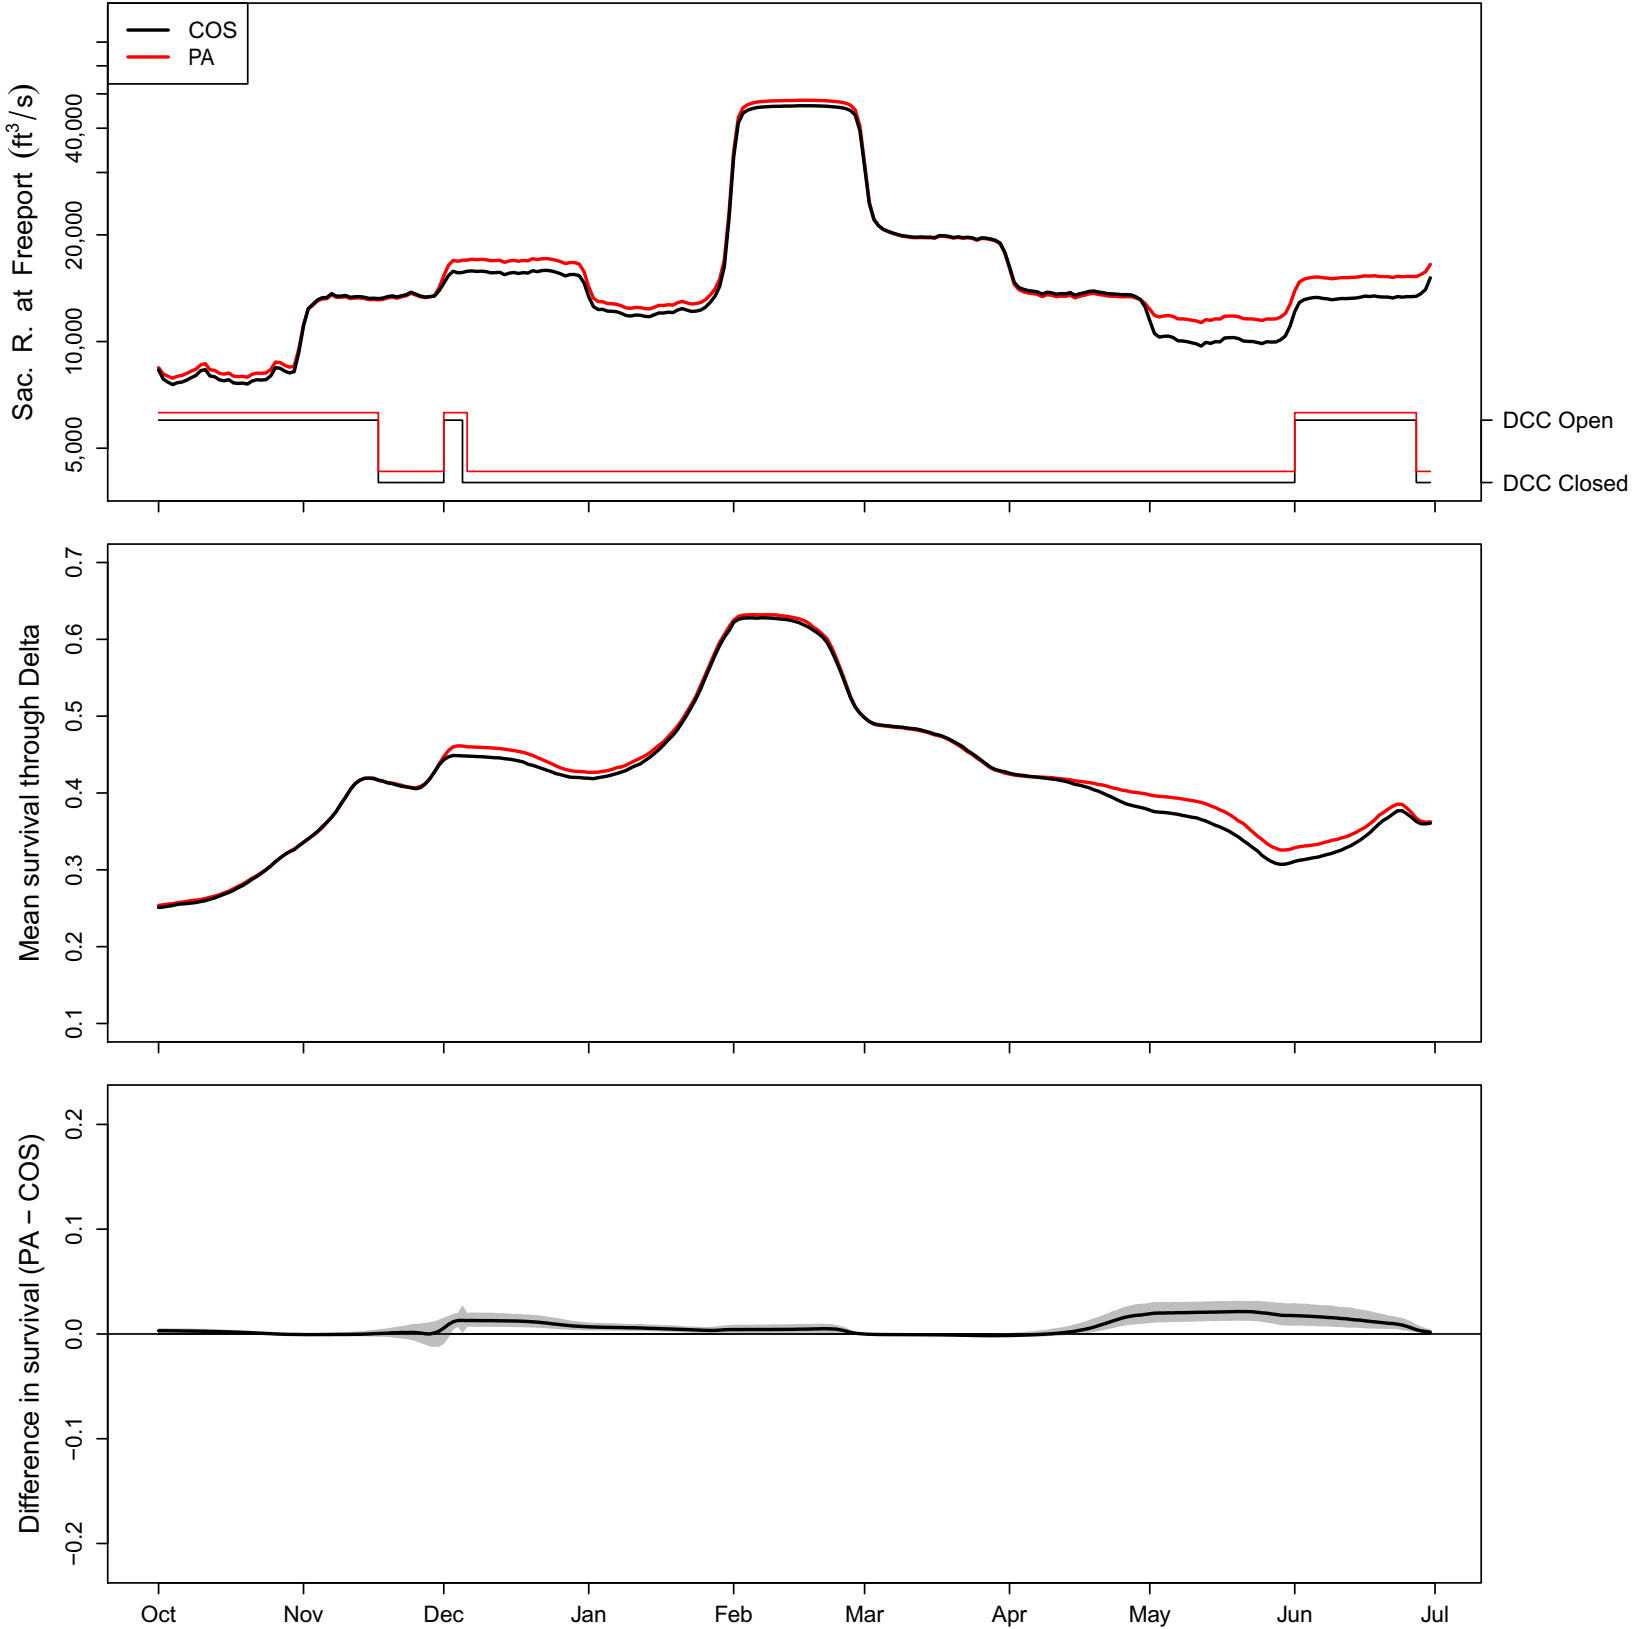 COS
PA
Sac. R. at Freeport (ft³/s)
40,000
20,000
10,000
5,000
DCC Open
DCC Closed
Mean survival through Delta
0.7
0.6
0.5
0.4
0.3
0.2
0.1
Difference in survival (PA − COS)
0.2
0.1
0.0
−0.1
−0.2
Oct Nov Dec Jan Feb Mar Apr May Jun Jul